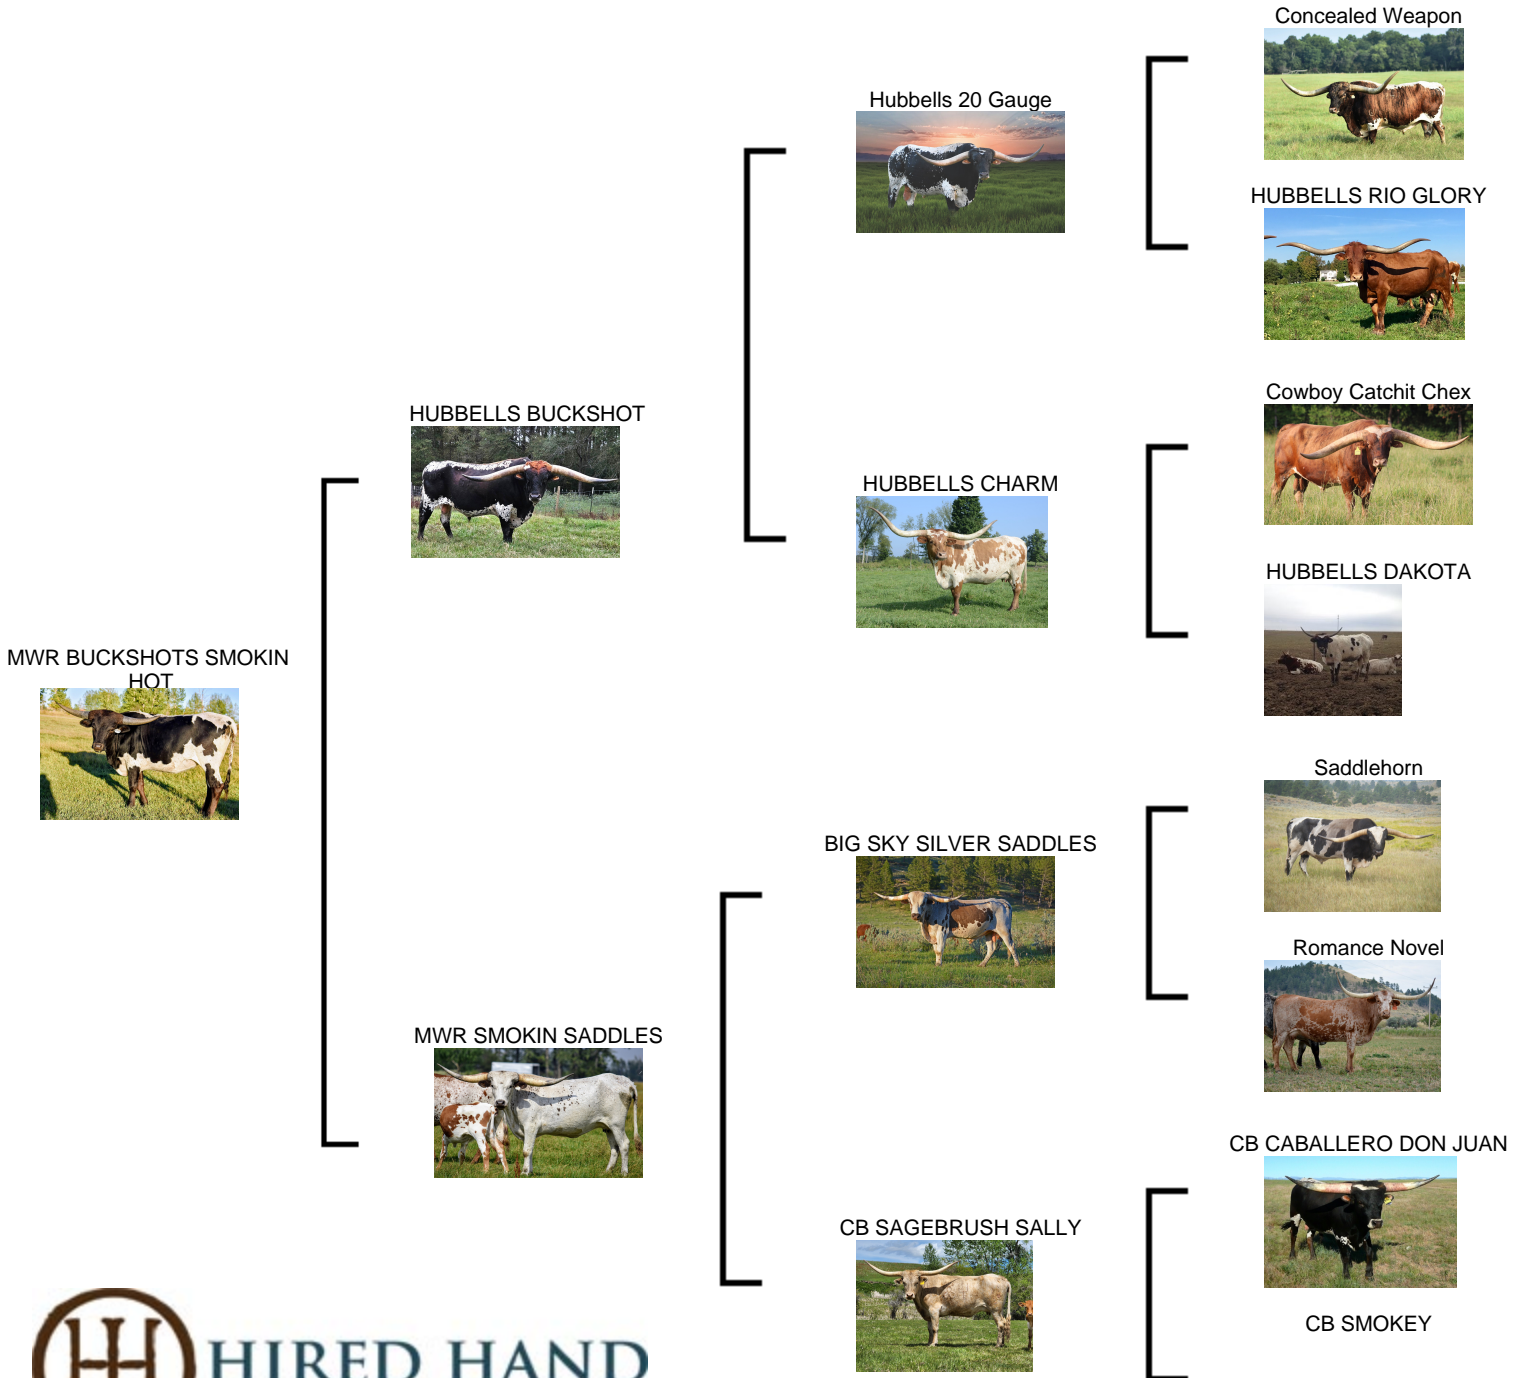 Concealed Weapon
Hubbells 20 Gauge
HUBBELLS RIO GLORY
Cowboy Catchit Chex
HUBBELLS BUCKSHOT
HUBBELLS CHARM
HUBBELLS DAKOTA
MWR BUCKSHOTS SMOKIN
HOT
Saddlehorn
BIG SKY SILVER SADDLES
Romance Novel
MWR SMOKIN SADDLES
CB CABALLERO DON JUAN
CB SAGEBRUSH SALLY
CB SMOKEY
HIRED HAND